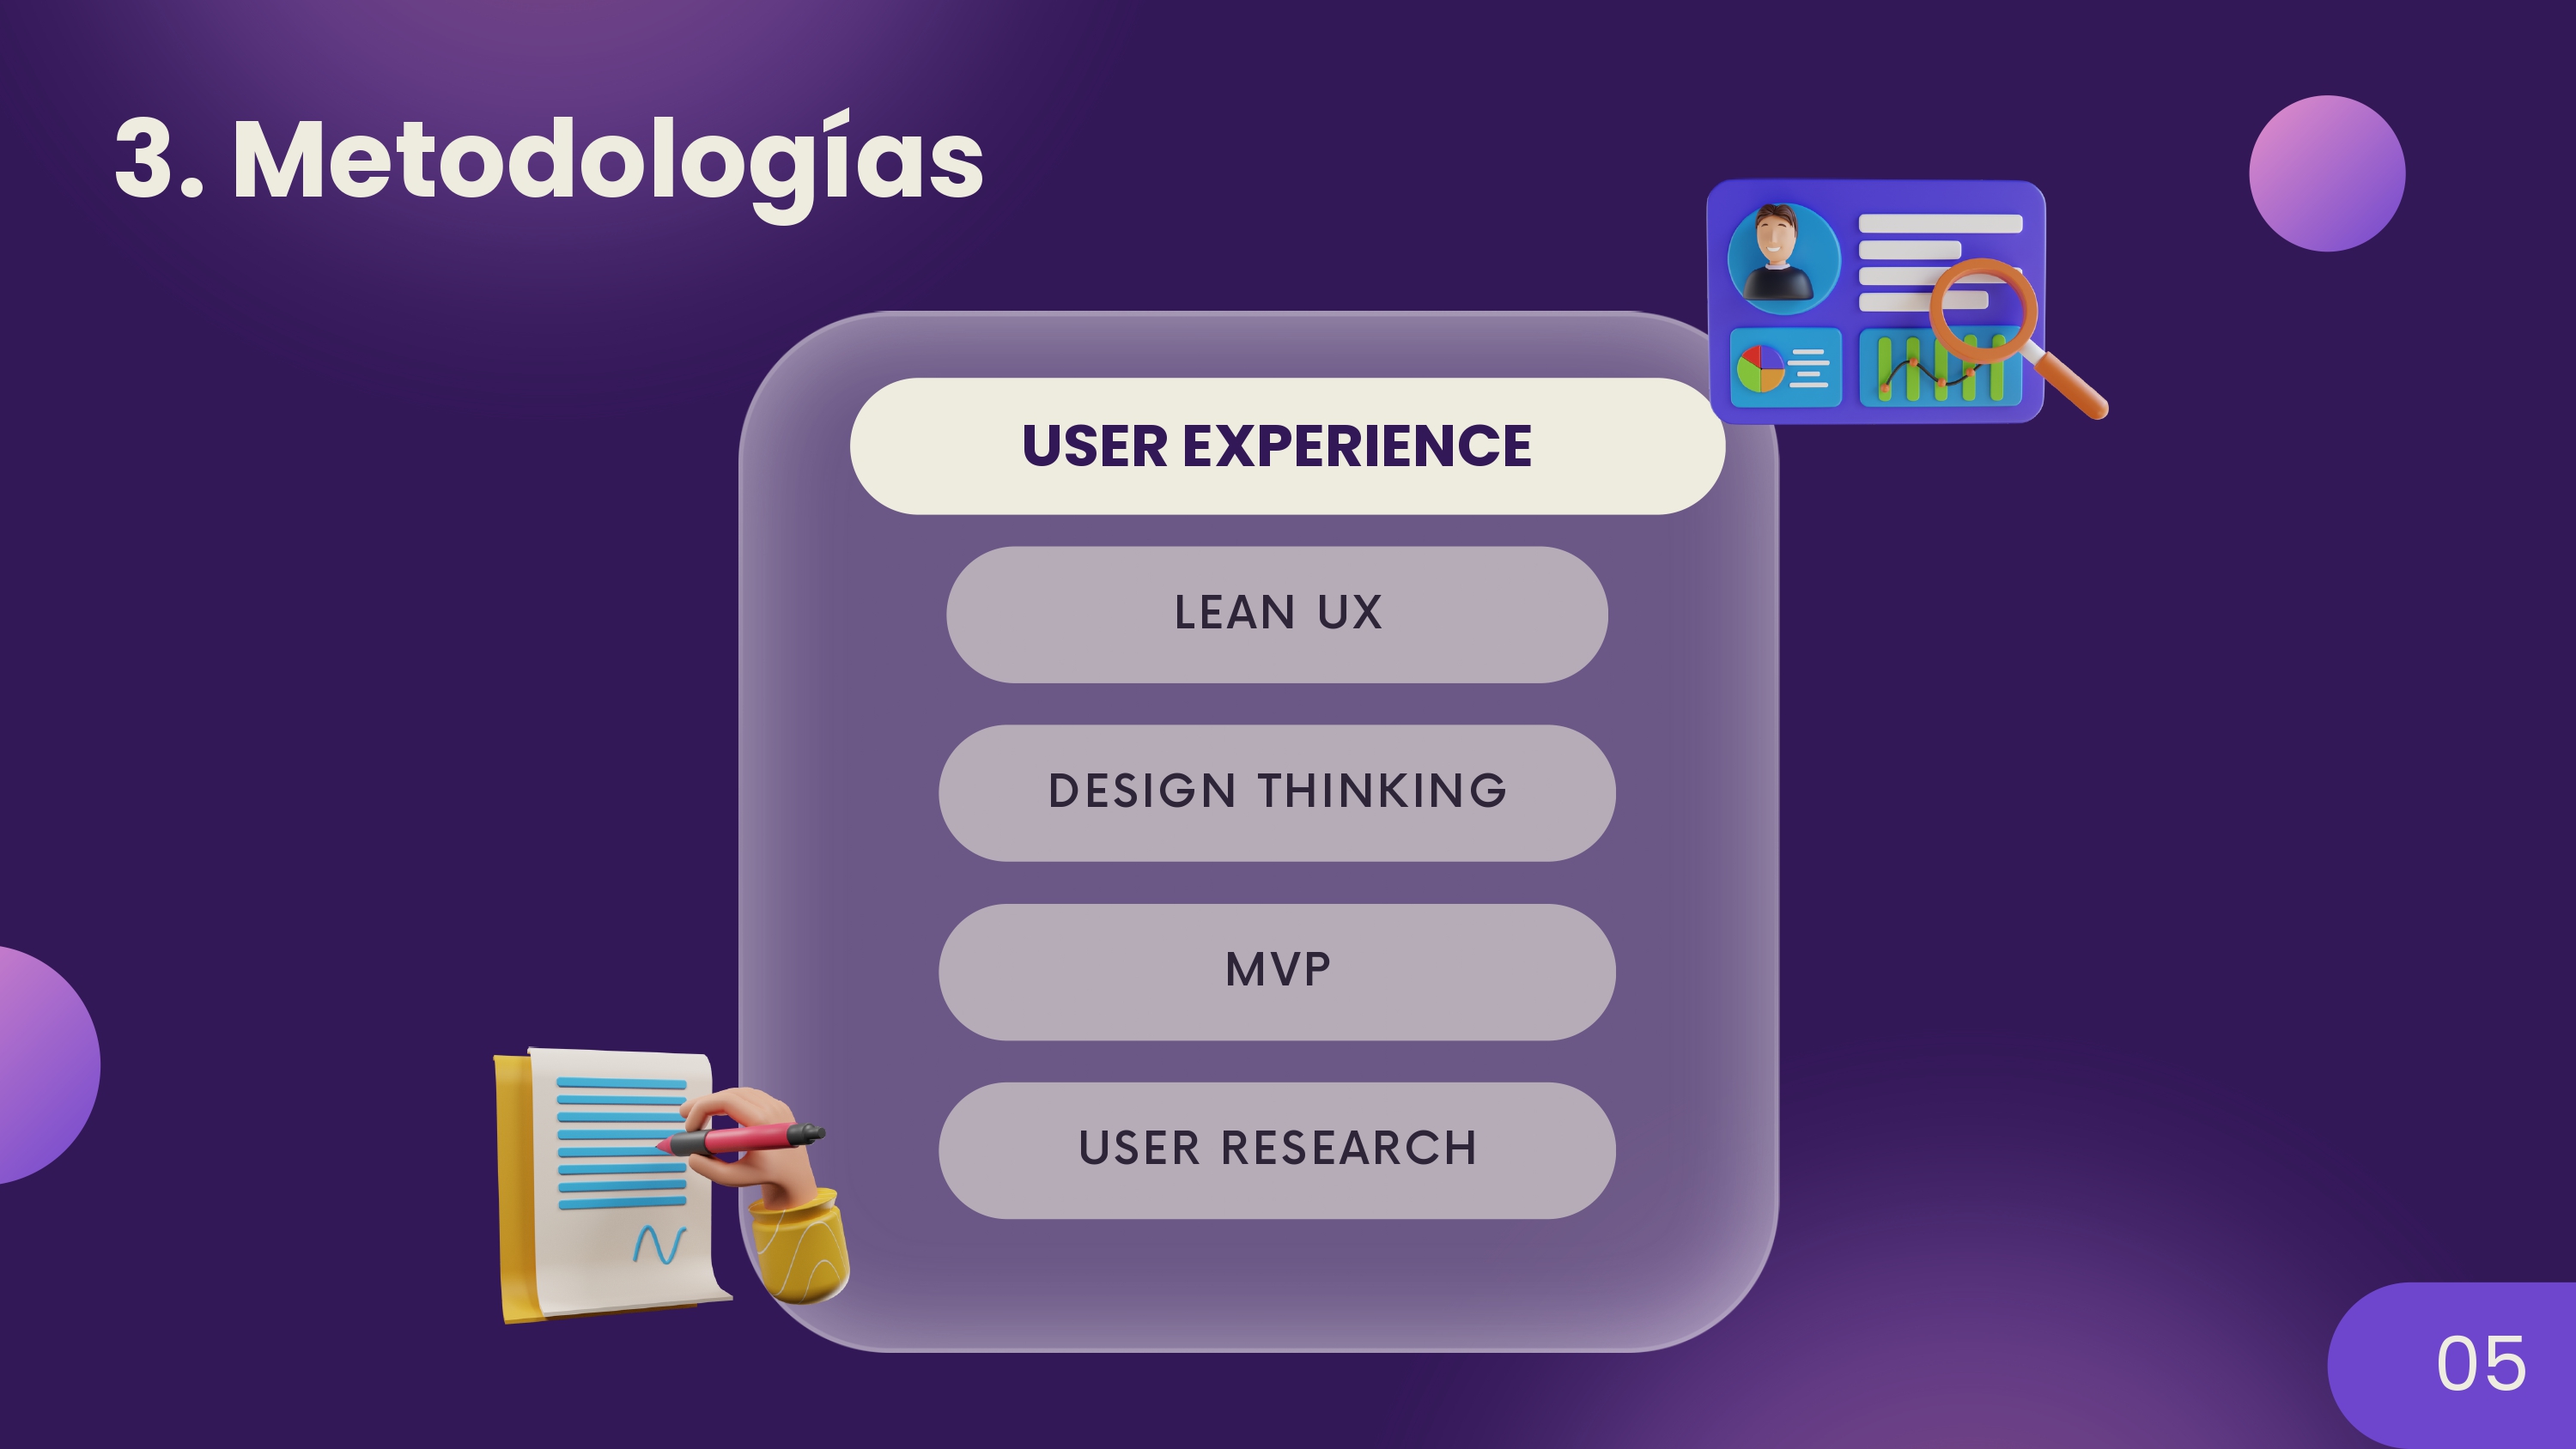 3. Metodologías
USER EXPERIENCE
LEAN UX
DESIGN THINKING
MVP
USER RESEARCH
05